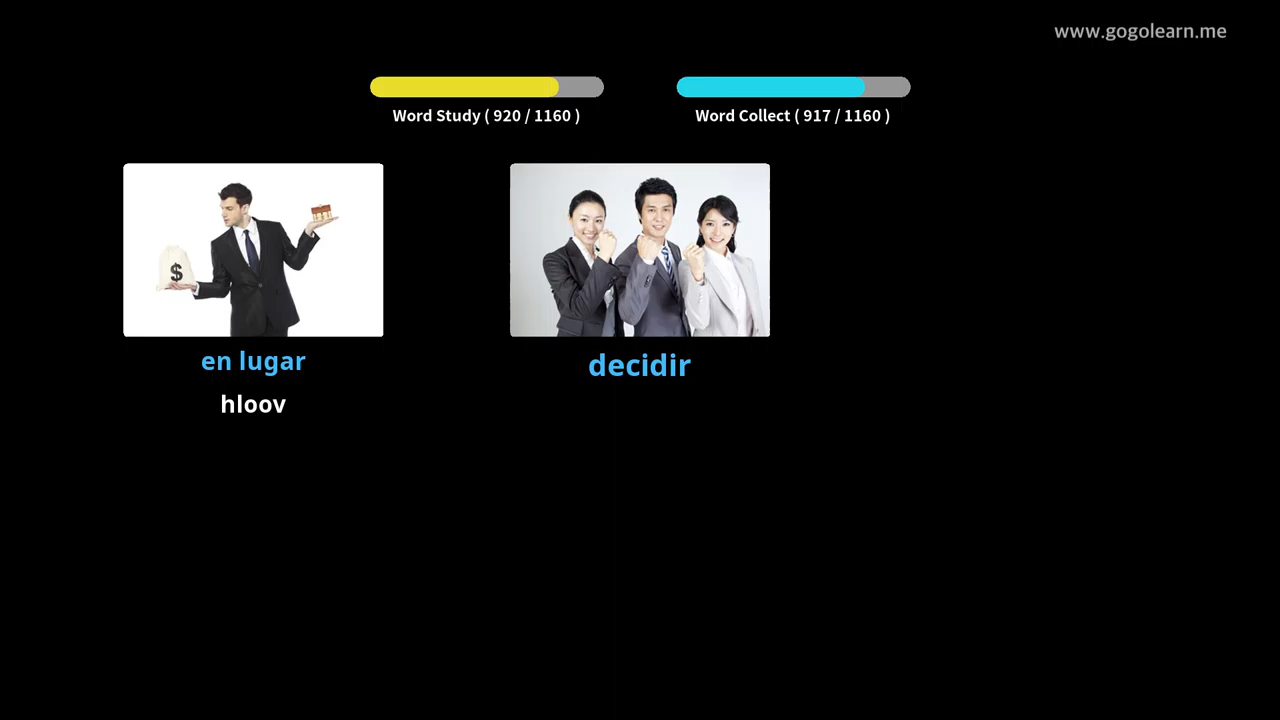 www.gogolearn.me
Word Study ( 920 / 1160 )
Word Collect ( 917 / 1160 )
$
en lugar
hloov
decidir